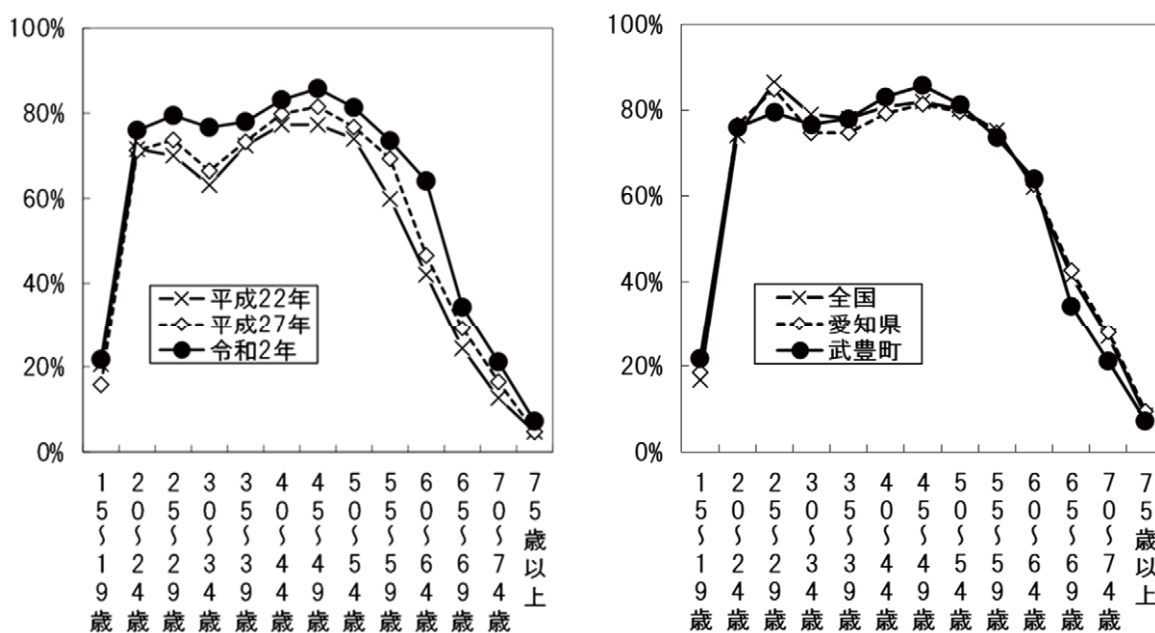 100%
80%
60%
40%
20%
0%
平成22年
平成27年
令和2年
15～19歳
20～24歳
25～29歳
30～34歳
35～39歳
40～44歳
45～49歳
50～54歳
55～59歳
60～64歳
65～69歳
70～74歳
75歳以上
100%
80%
60%
40%
20%
0%
全国
愛知県
武豊町
15～19歳
20～24歳
25～29歳
30～34歳
35～39歳
40～44歳
45～49歳
50～54歳
55～59歳
60～64歳
65～69歳
70～74歳
75歳以上